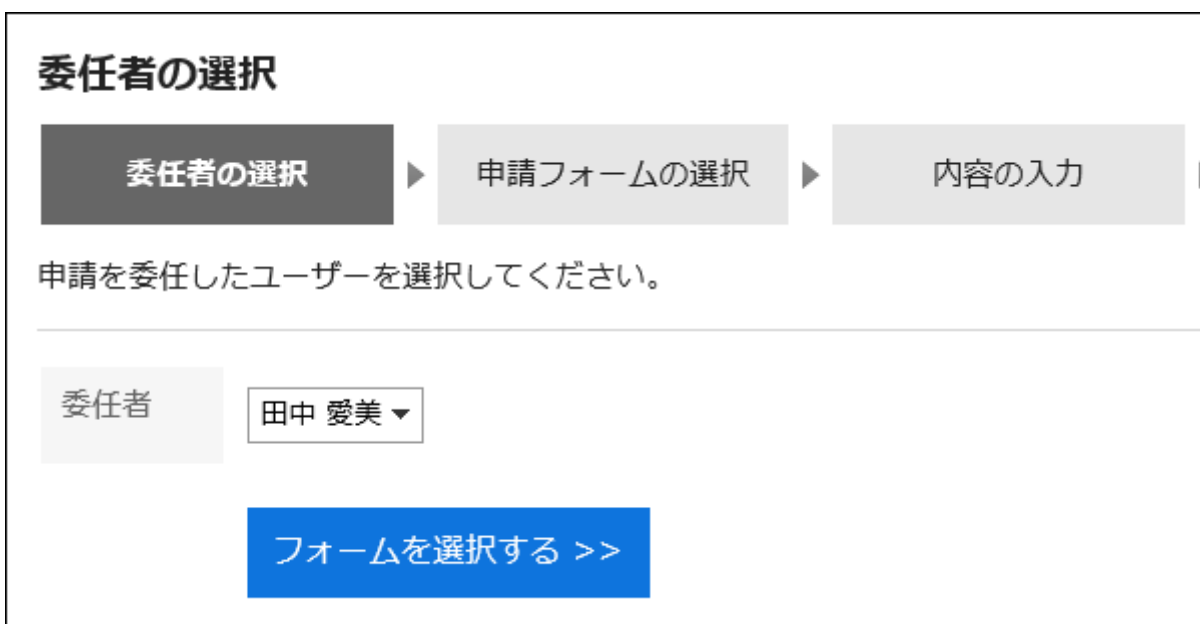 委任者の選択
委任者の選択 ▶ 申請フォームの選択 ▶ 内容の入力
申請を委任したユーザーを選択してください。
委任者 田中 愛美
フォームを選択する >>